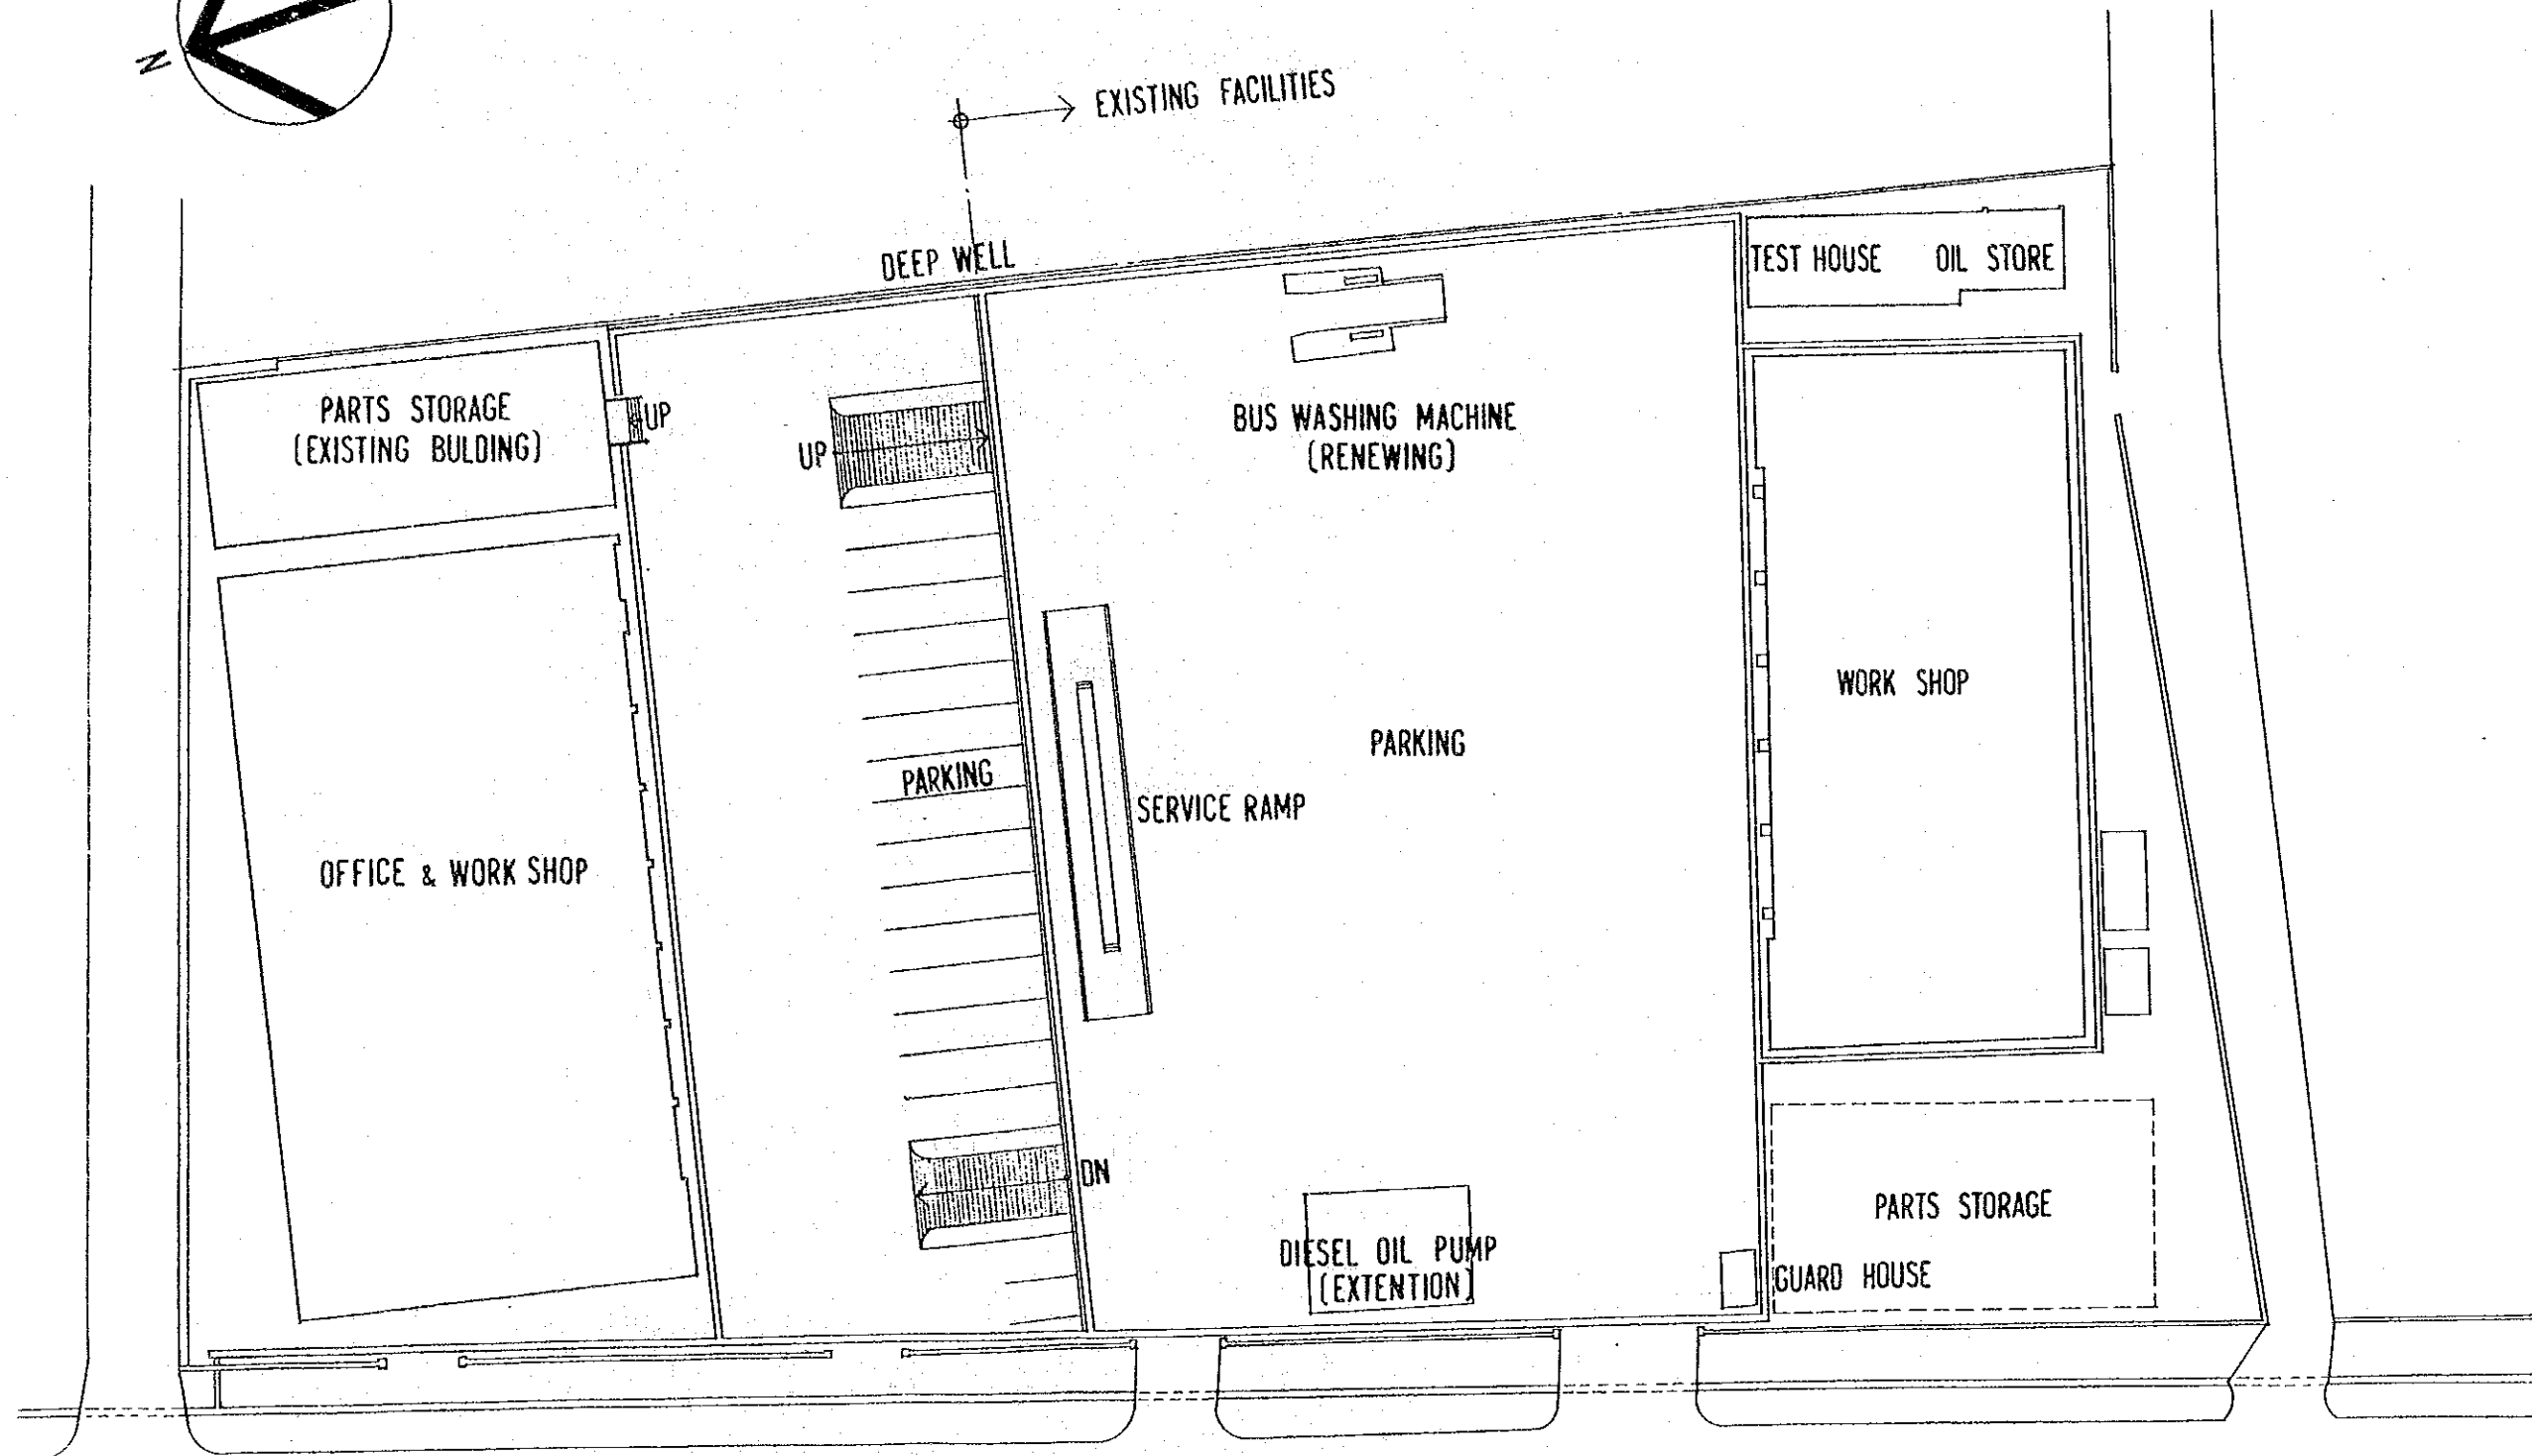 N
EXISTING FACILITIES
DEEP WELL
TEST HOUSE OIL STORE
PARTS STORAGE
(EXISTING BULDING)
UP
UP
BUS WASHING MACHINE
(RENEWING)
WORK SHOP
PARKING
PARKING
SERVICE RAMP
OFFICE & WORK SHOP
DN
PARTS STORAGE
DIESEL OIL PUMP
(EXTENTION)
GUARD HOUSE